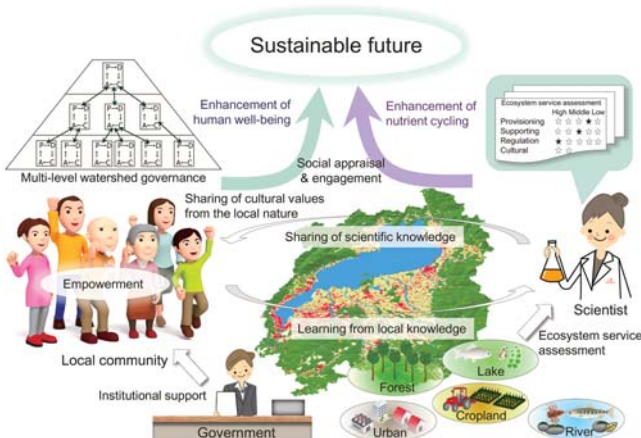 Sustainable future
Enhancement of
human well-being
Enhancement of
nutrient cycling
Ecosystem service assessment
High Middle Low
Provisioning ☆ ☆ ☆ ★ ☆
Supporting ☆ ☆ ★ ☆ ☆
Regulation ★ ☆ ☆ ☆ ☆
Cultural ☆ ☆
P D
A C
P D
A C
P D
A C
P D
A C
P D
A C
P D
A C
P D
A C
P D
A C
P D
A C
P D
A C
Multi-level watershed governance
Social appraisal
& engagement
Sharing of cultural values
from the local nature
Sharing of scientific knowledge
Empowerment
Learning from local knowledge
Scientist
Local community
Ecosystem service
assessment
Institutional support
Government
Forest
Lake
Cropland
Urban
River